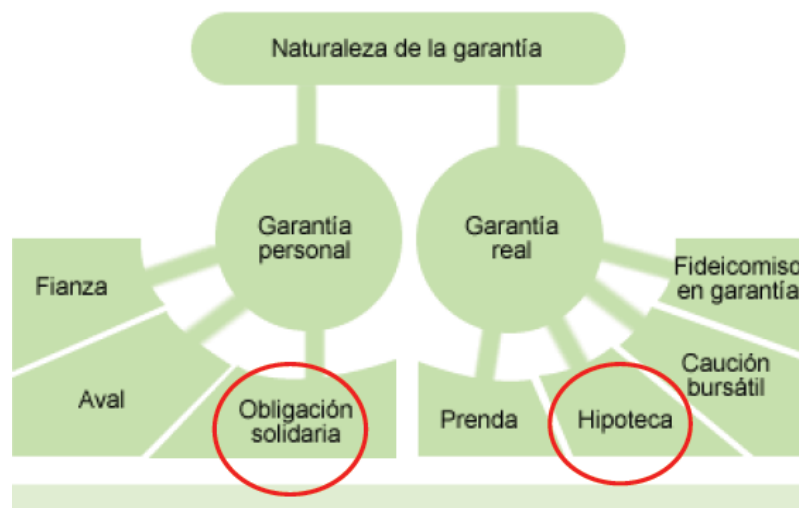 Naturaleza de la garantía
Garantía
personal
Garantía
real
Fianza
Aval
Obligación
solidaria
Prenda
Hipoteca
Caución
bursátil
Fideicomiso
en garantía